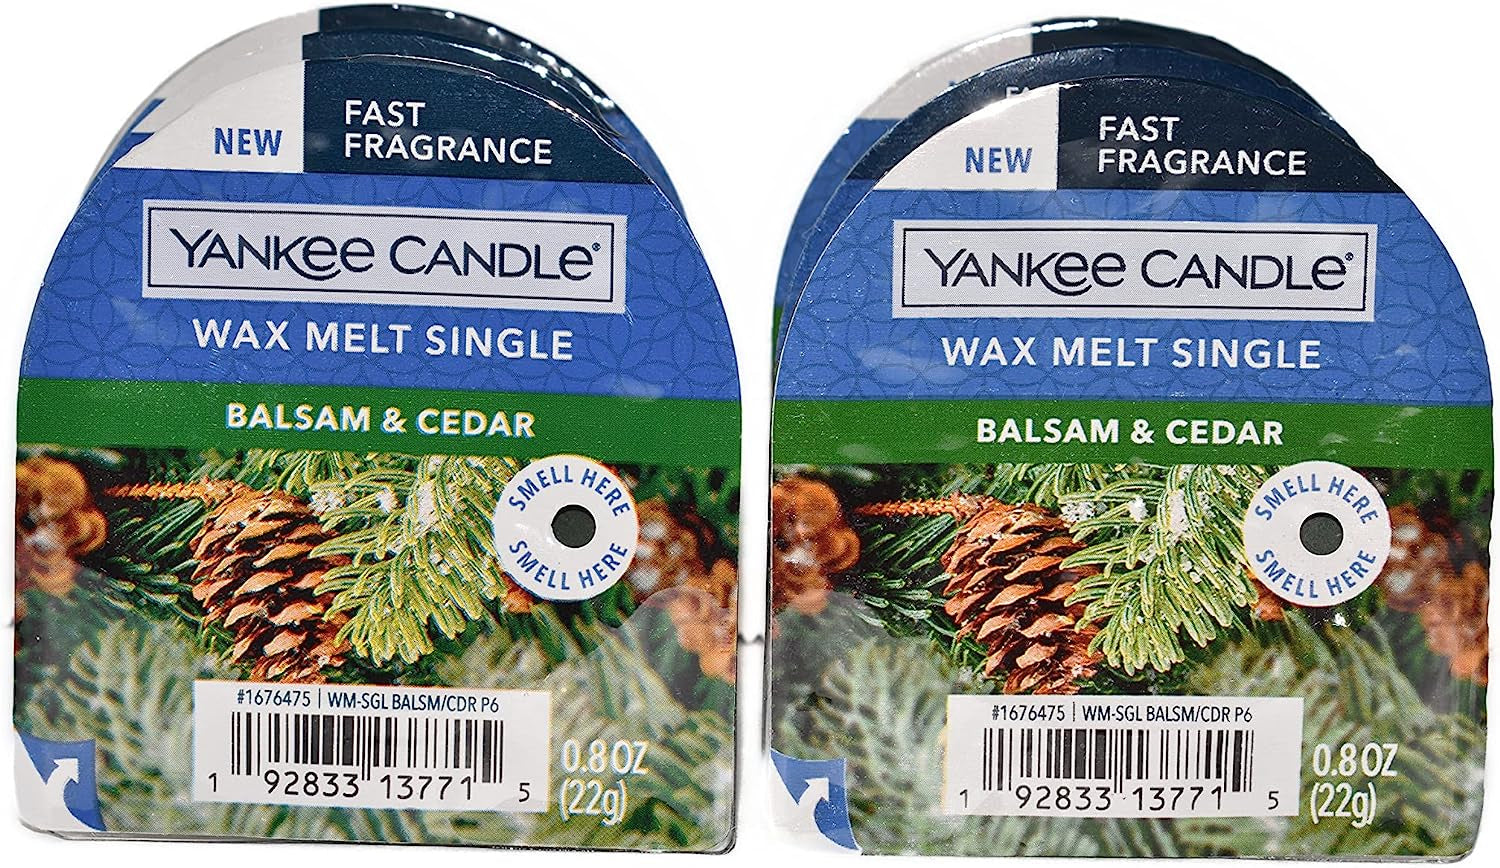 NEW
FAST
FRAGRANCE
YANKEE CANDLE®
WAX MELT SINGLE
BALSAM & CEDAR
SMELL HERE
SMELL HERE
#1676475 | WM-SGL BALSM/CDR P6
1 92833 13771 5
0.8 OZ
(22g)
FA
NEW
FAST
FRAGRANCE
YANKEE CANDLE®
WAX MELT SINGLE
BALSAM & CEDAR
SMELL HERE
SMELL HERE
#1676475 | WM-SGL BALSM/CDR P6
1 92833 13771 5
0.8 OZ
(22g)